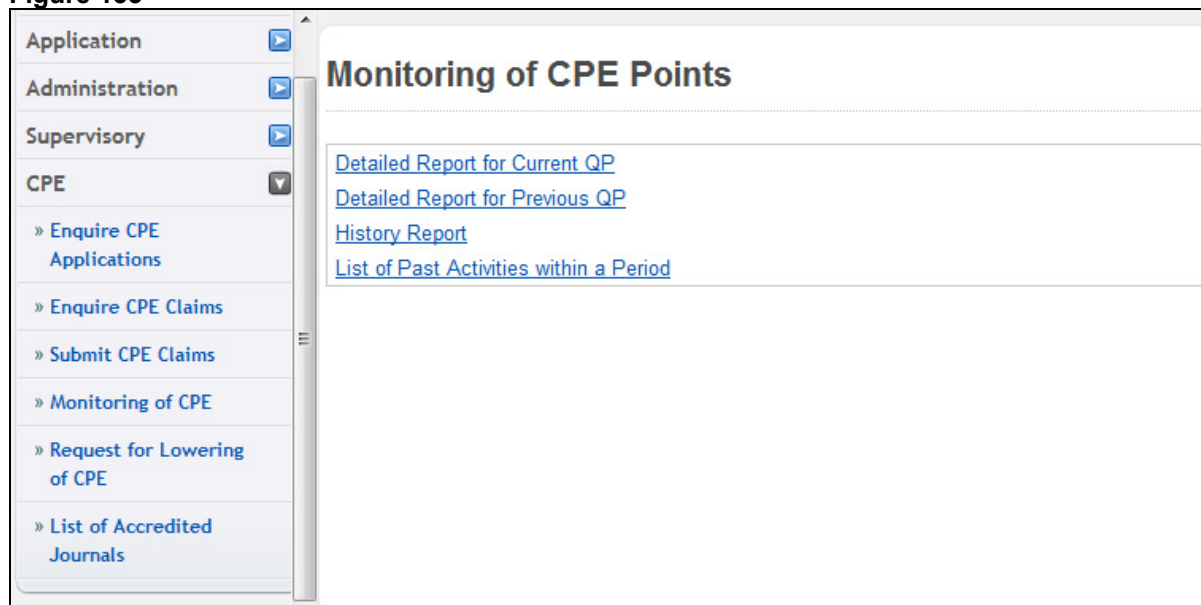 Application
Administration
Supervisory
CPE
» Enquire CPE
Applications
» Enquire CPE Claims
» Submit CPE Claims
» Monitoring of CPE
» Request for Lowering
of CPE
» List of Accredited
Journals
Monitoring of CPE Points
Detailed Report for Current QP
Detailed Report for Previous QP
History Report
List of Past Activities within a Period